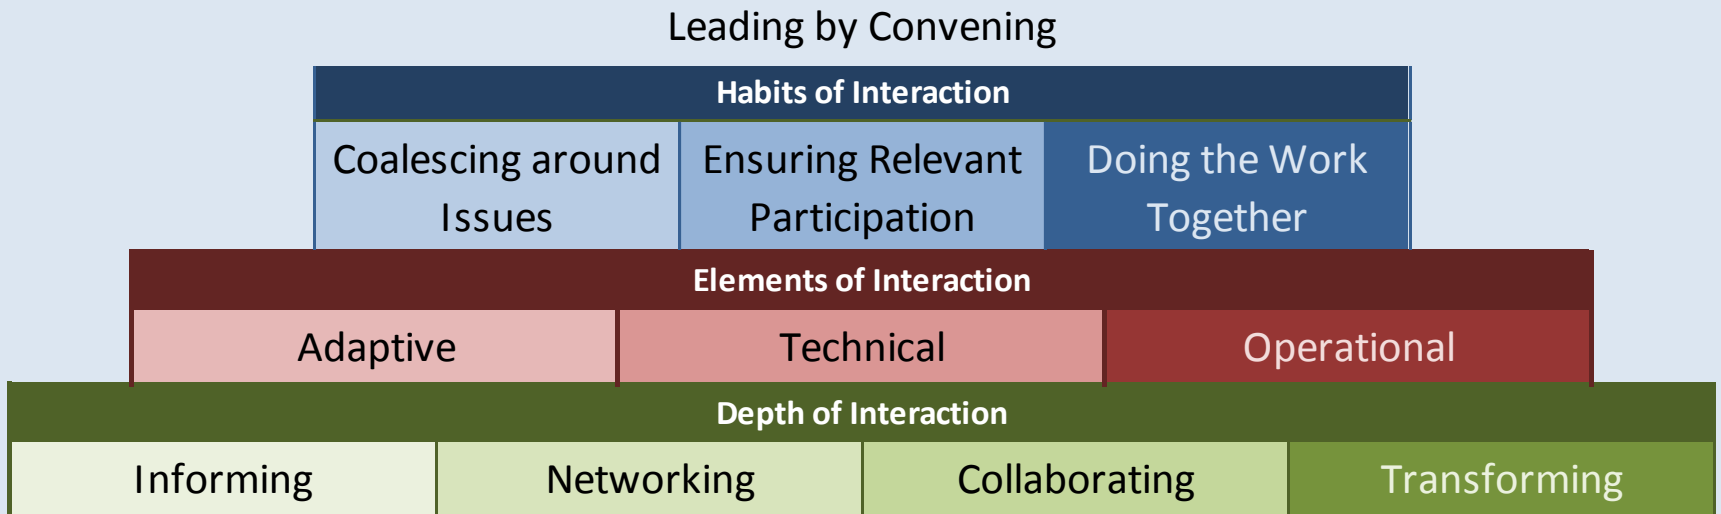 Leading by Convening
Habits of Interaction
Coalescing around
Issues
Ensuring Relevant
Participation
Doing the Work
Together
Elements of Interaction
Adaptive
Technical
Operational
Depth of Interaction
Informing
Networking
Collaborating
Transforming